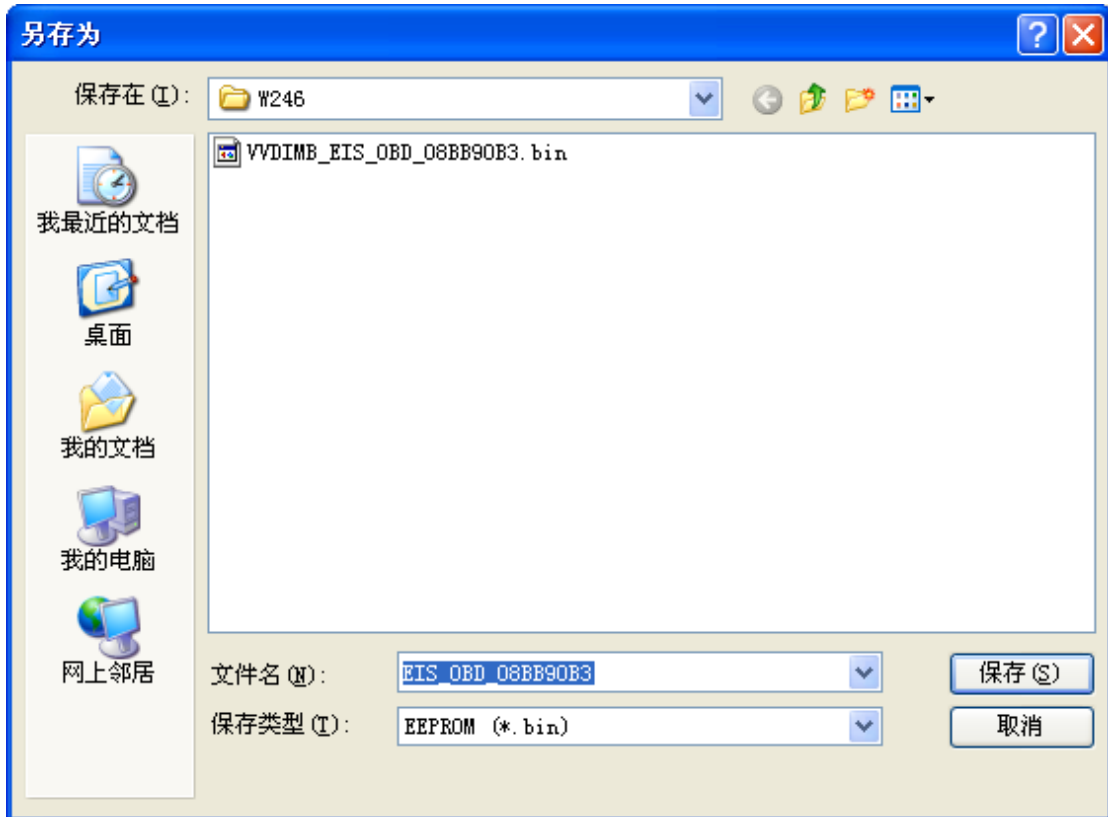 另存为
保存在(I):
W246
VVDIMB_EIS_OBD_08BB90B3.bin
我最近的文档
桌面
我的文档
我的电脑
网上邻居
文件名(N):
EIS_OBD_08BB90B3
保存(S)
保存类型(T):
EEPROM (*.bin)
取消